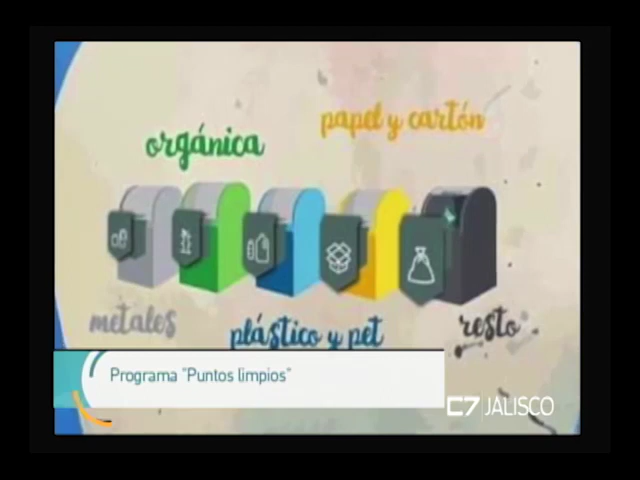 papel y cartón
orgánica
metales
plástico y pet
resto
Programa "Puntos limpios"
C7 JALISCO